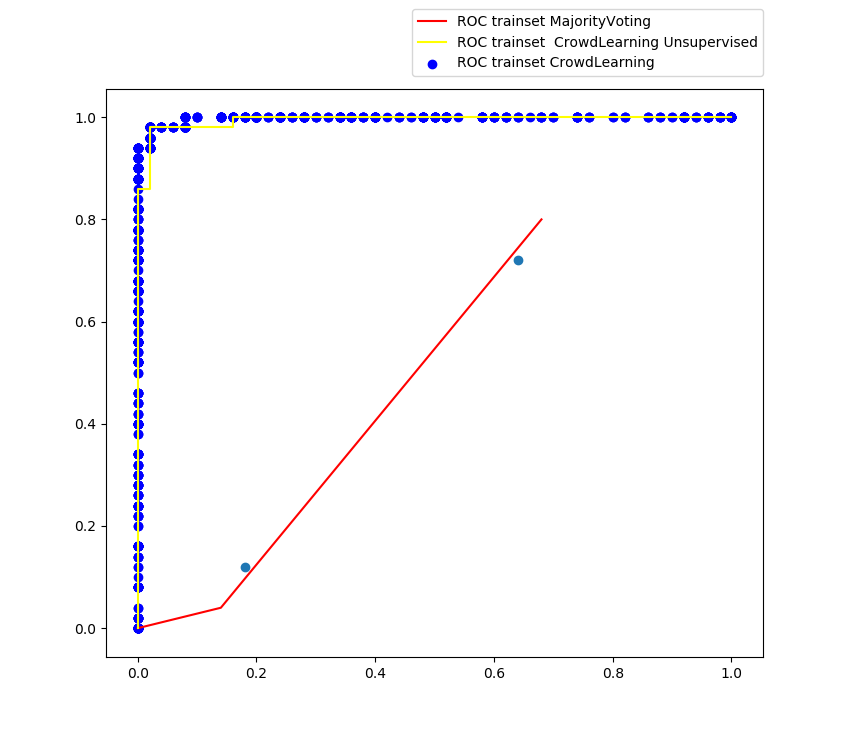 ROC trainset MajorityVoting
ROC trainset  CrowdLearning Unsupervised
ROC trainset CrowdLearning
1.0
0.8
0.6
0.4
0.2
0.0
0.0 0.2 0.4 0.6 0.8 1.0